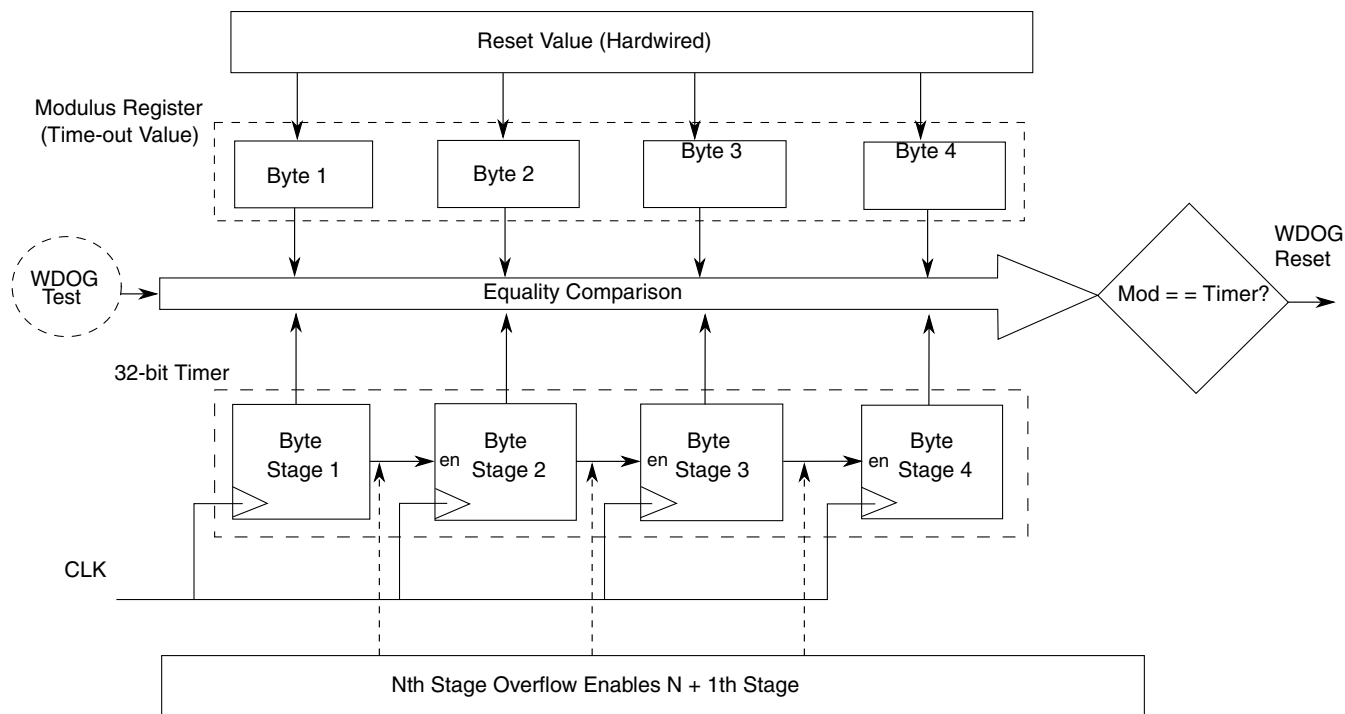 Reset Value (Hardwired)
Modulus Register
(Time-out Value)
Byte 1
Byte 2
Byte 3
Byte 4
WDOG
Test
Equality Comparison
Mod = = Timer?
WDOG
Reset
32-bit Timer
Byte
Stage 1
en
Byte
Stage 2
en
Byte
Stage 3
en
Byte
Stage 4
CLK
Nth Stage Overflow Enables N + 1th Stage